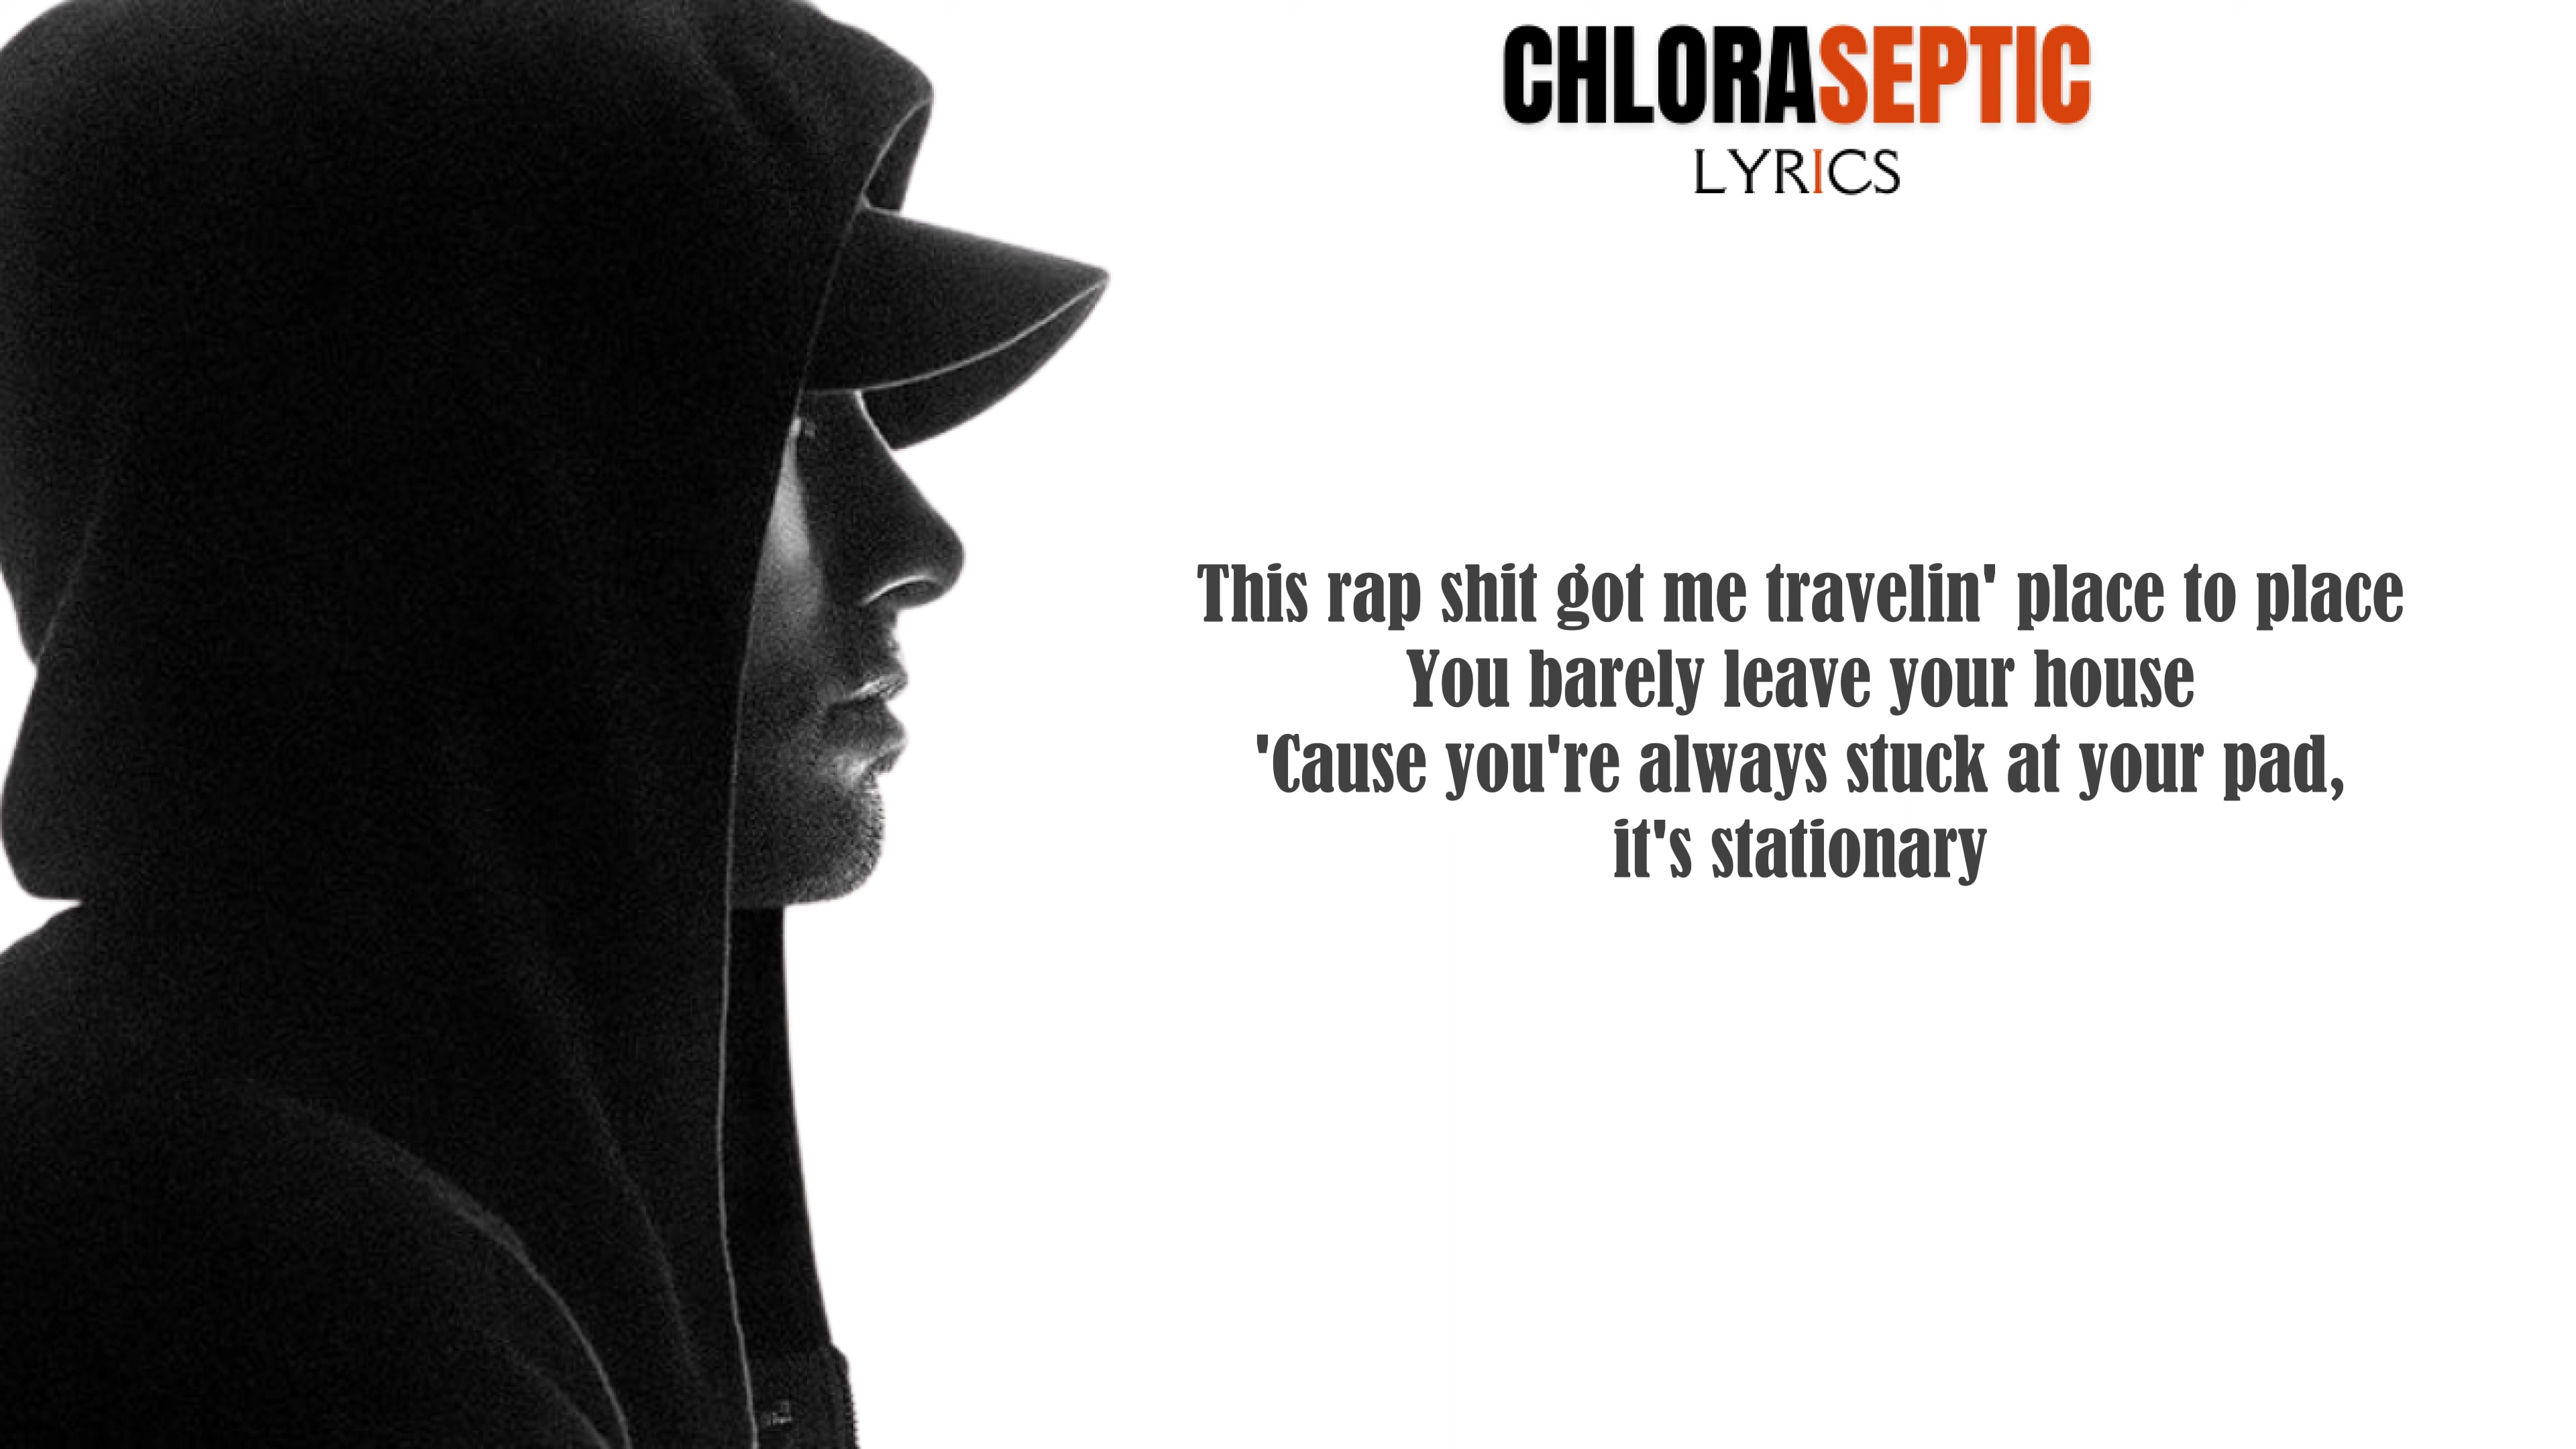 CHLORASEPTIC
LYRICS
This rap shit got me travelin' place to place
You barely leave your house
'Cause you're always stuck at your pad,
it's stationary